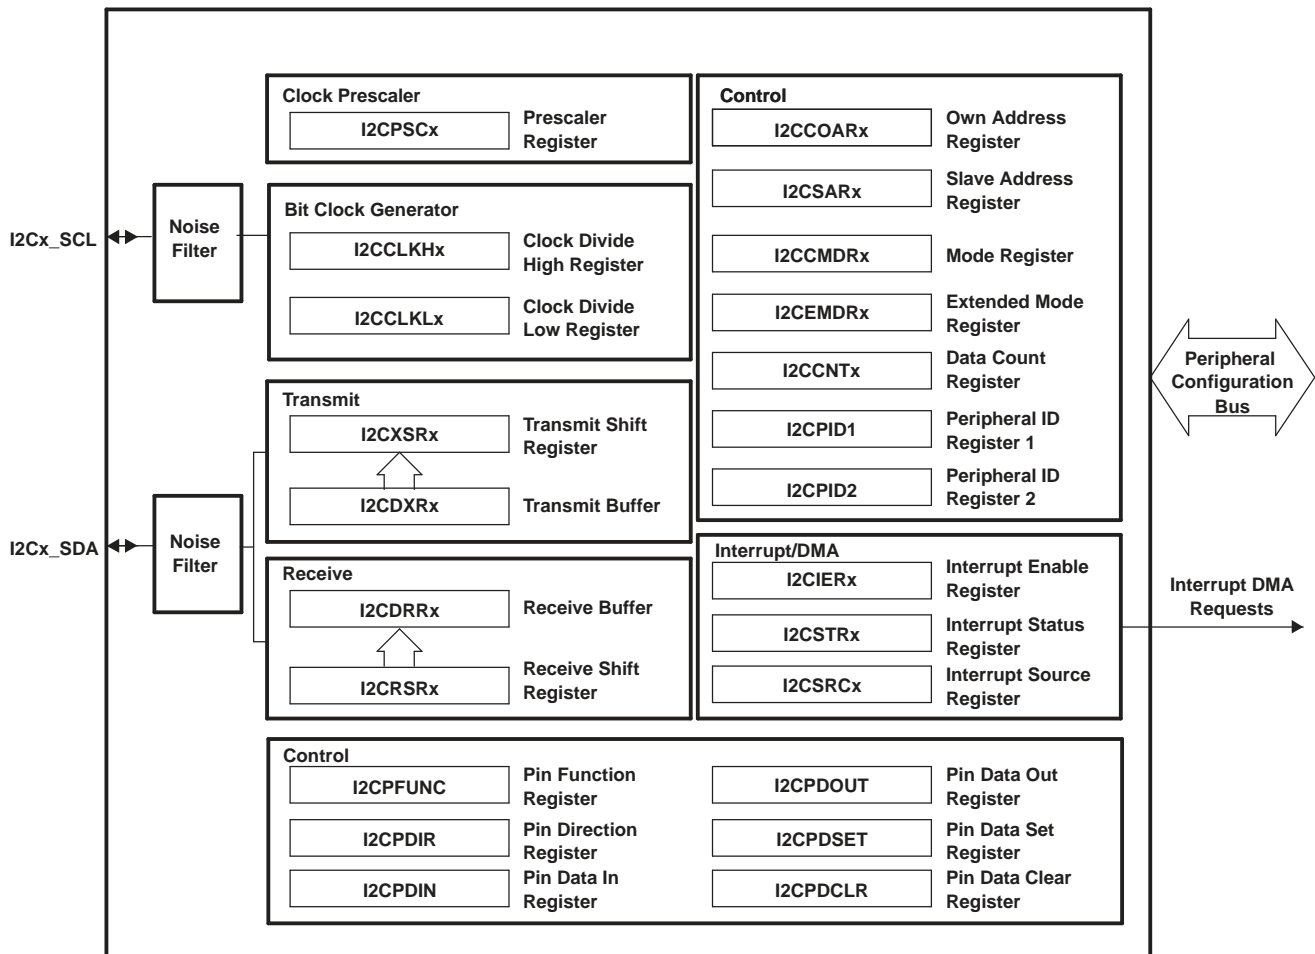 Clock Prescaler
I2CPSCx
Prescaler
Register
Bit Clock Generator
I2CCLKHx
Clock Divide
High Register
I2CCLKLx
Clock Divide
Low Register
I2Cx_SCL
Noise
Filter
Transmit
I2CXSRx
Transmit Shift
Register
I2CDXRx
Transmit Buffer
I2Cx_SDA
Noise
Filter
Receive
I2CDRRx
Receive Buffer
I2CRSRx
Receive Shift
Register
Control
I2CCOARx
Own Address
Register
I2CSARx
Slave Address
Register
I2CCMDRx
Mode Register
I2CEMDRx
Extended Mode
Register
I2CCNTx
Data Count
Register
I2CPID1
Peripheral ID
Register 1
I2CPID2
Peripheral ID
Register 2
Peripheral
Configuration
Bus
Interrupt/DMA
I2CIERx
Interrupt Enable
Register
I2CSTRx
Interrupt Status
Register
I2CSRCx
Interrupt Source
Register
Interrupt DMA
Requests
Control
I2CPFUNC
Pin Function
Register
I2CPDIR
Pin Direction
Register
I2CPDIN
Pin Data In
Register
I2CPDOUT
Pin Data Out
Register
I2CPDSET
Pin Data Set
Register
I2CPDCLR
Pin Data Clear
Register